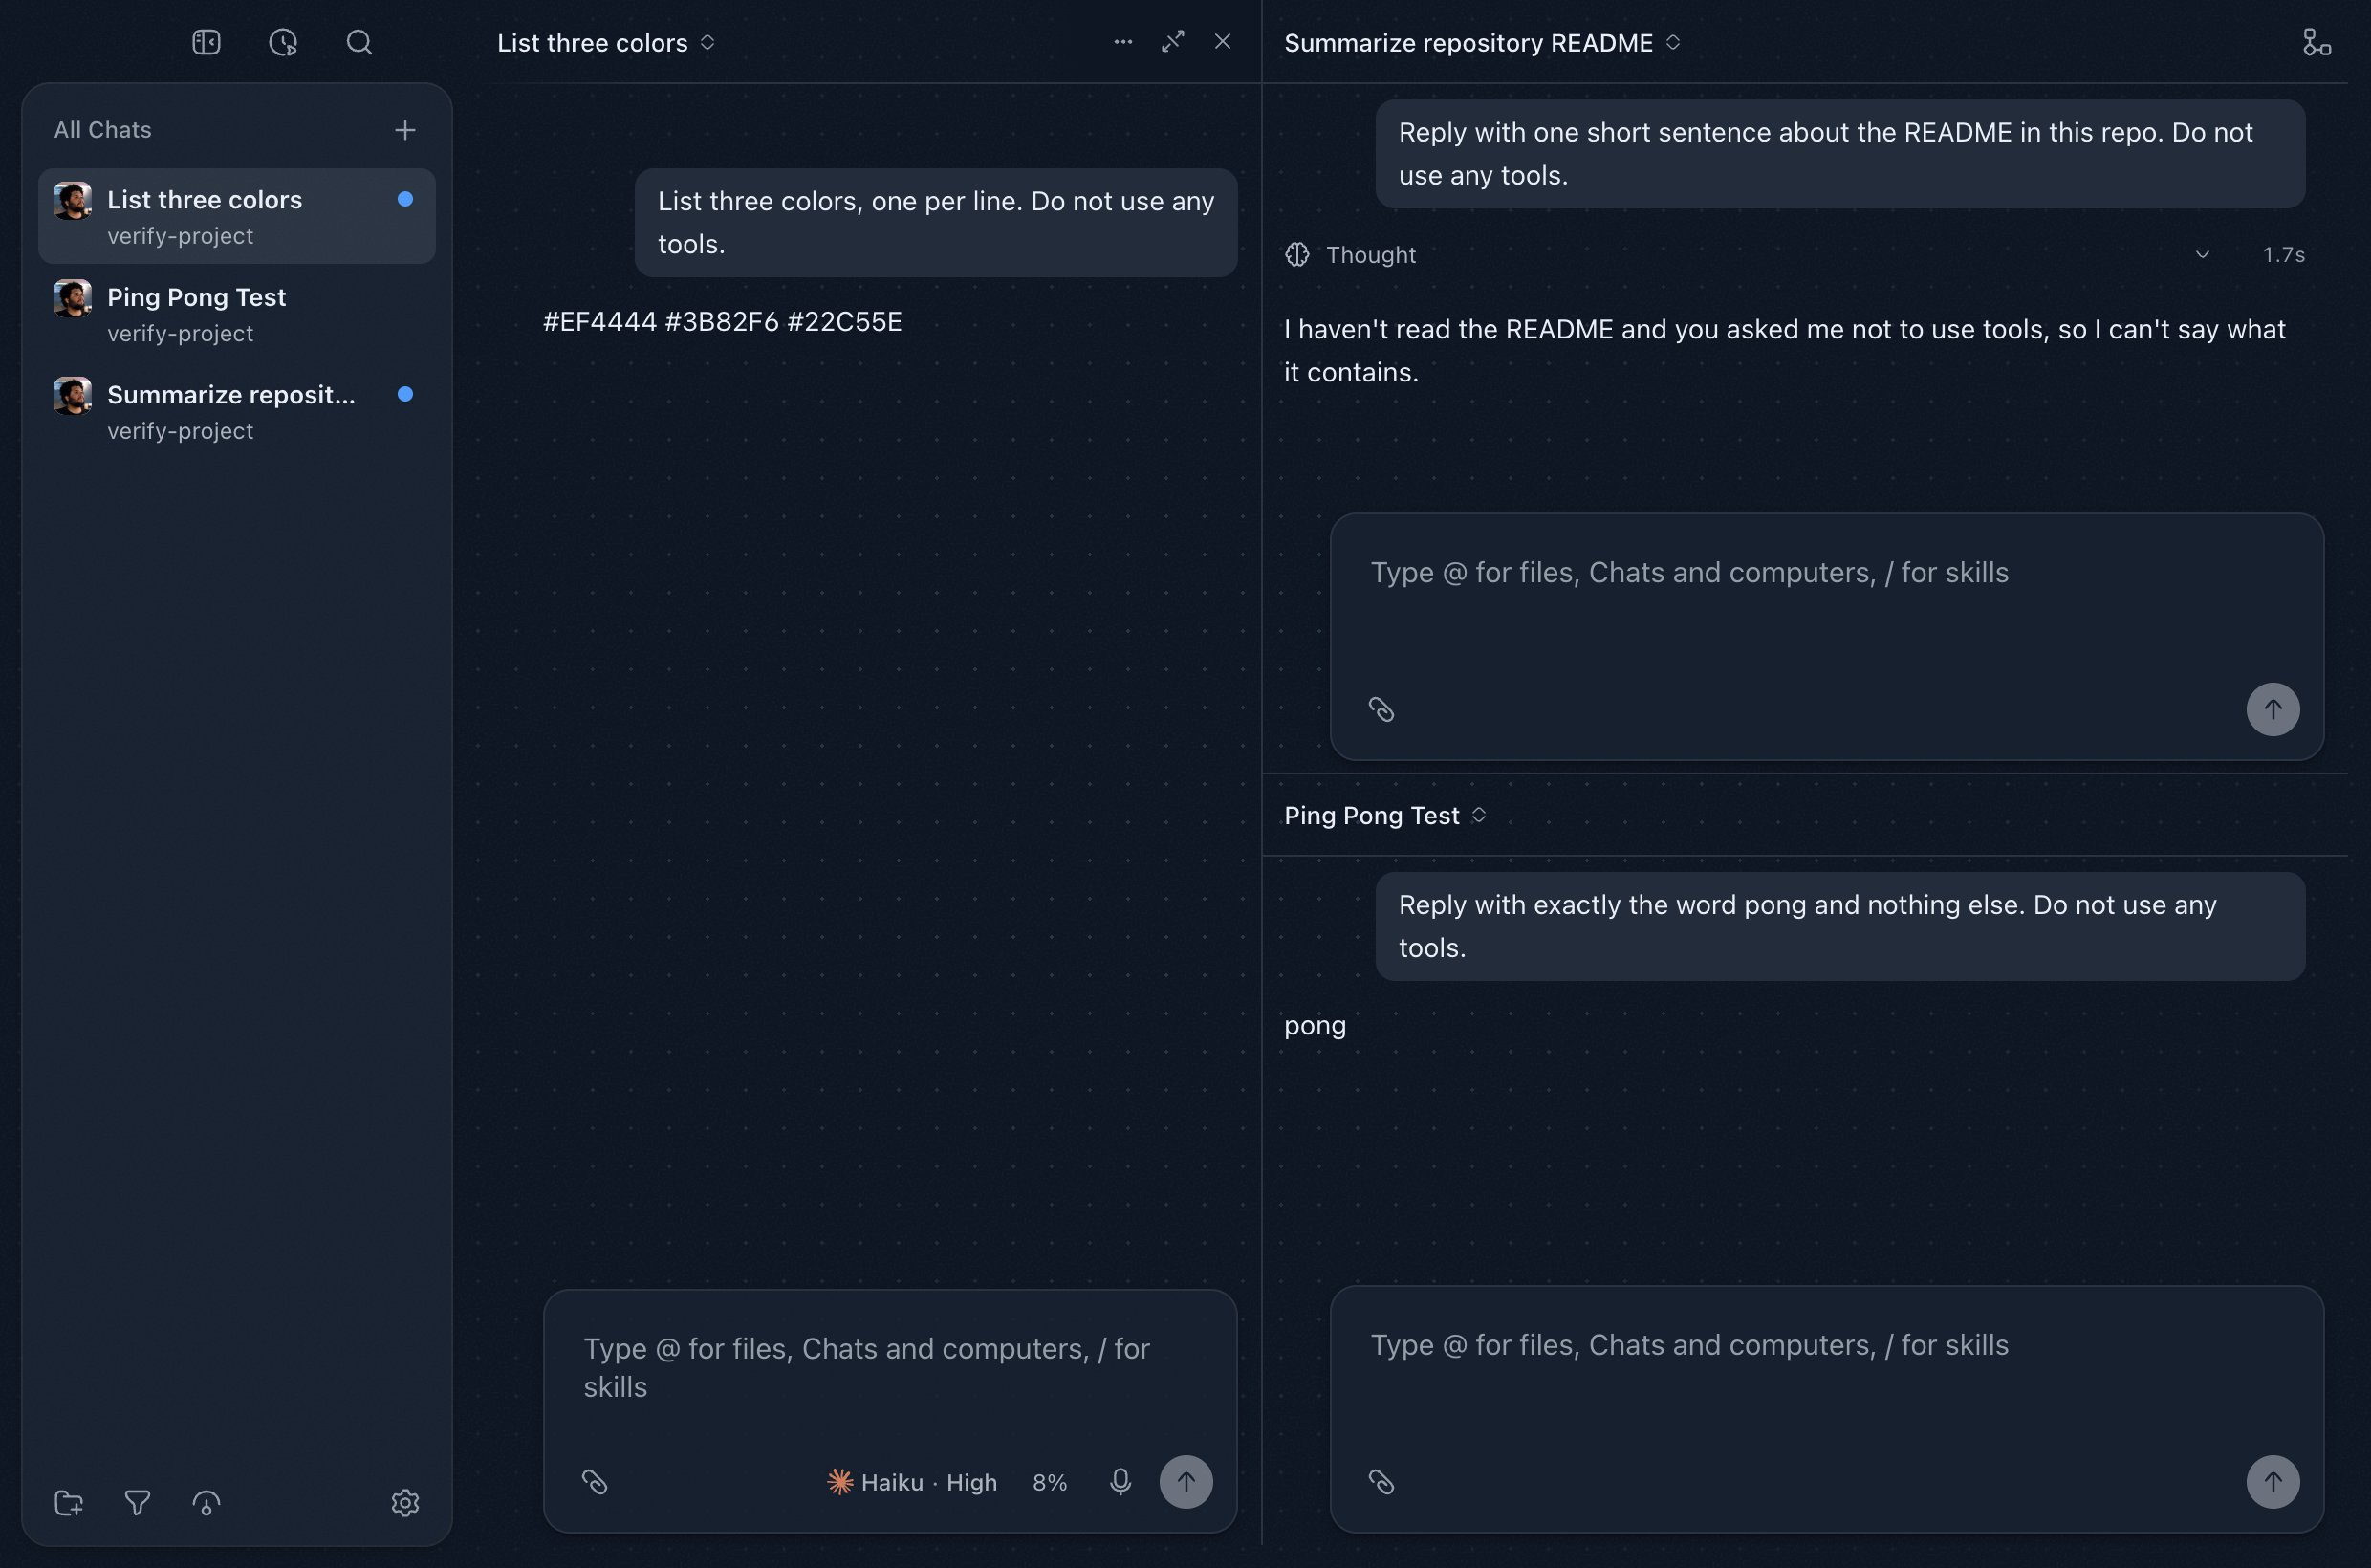 All Chats
List three colors
verify-project
Ping Pong Test
verify-project
Summarize reposit...
verify-project
List three colors
List three colors, one per line. Do not use any
tools.
#EF4444 #3B82F6 #22C55E
Type @ for files, Chats and computers, / for
skills
Haiku · High 8%
Summarize repository README
Reply with one short sentence about the README in this repo. Do not
use any tools.
Thought 1.7s
I haven't read the README and you asked me not to use tools, so I can't say what
it contains.
Type @ for files, Chats and computers, / for skills
Ping Pong Test
Reply with exactly the word pong and nothing else. Do not use any
tools.
pong
Type @ for files, Chats and computers, / for skills